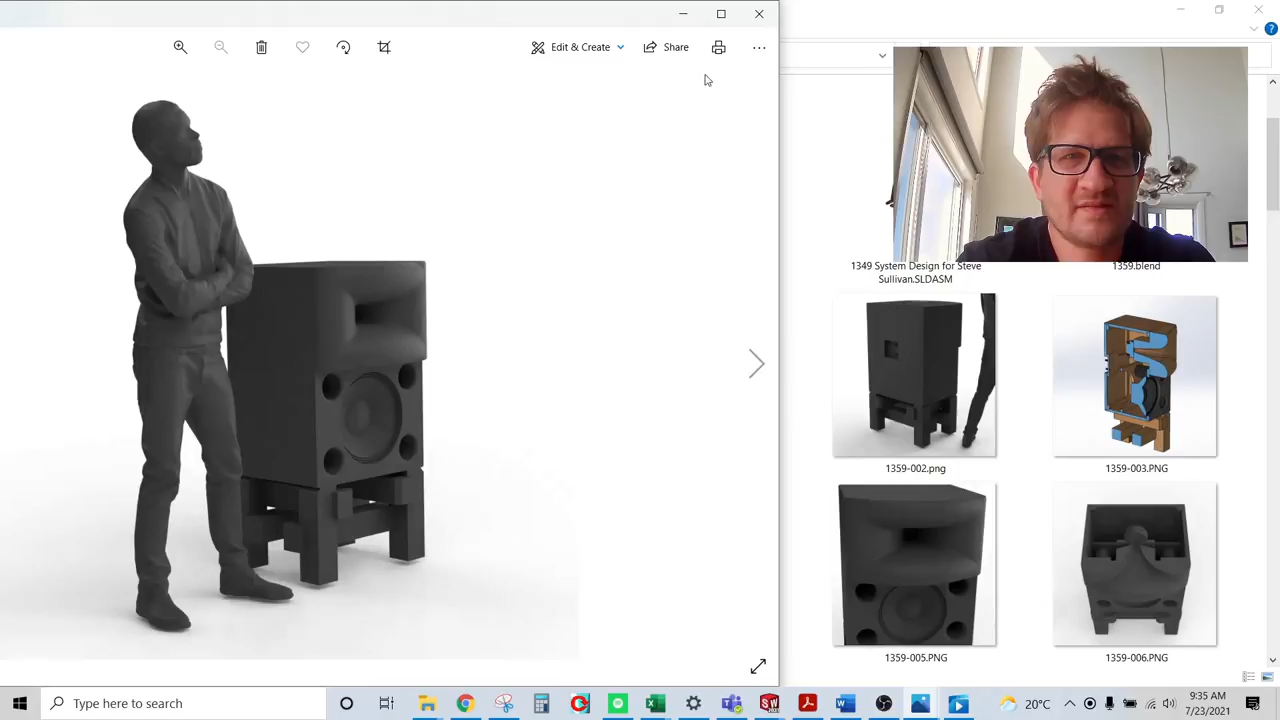 Edit & Create
Share
1349 System Design for Steve
Sullivan.SLDASM
1359.blend
1359-002.png
1359-003.PNG
1359-005.PNG
1359-006.PNG
Type here to search
20°C
9:35 AM
7/23/2021